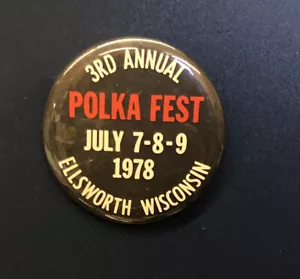 3RD ANNUAL
POLKA FEST
JULY 7-8-9
1978
ELLSWORTH WISCONSIN